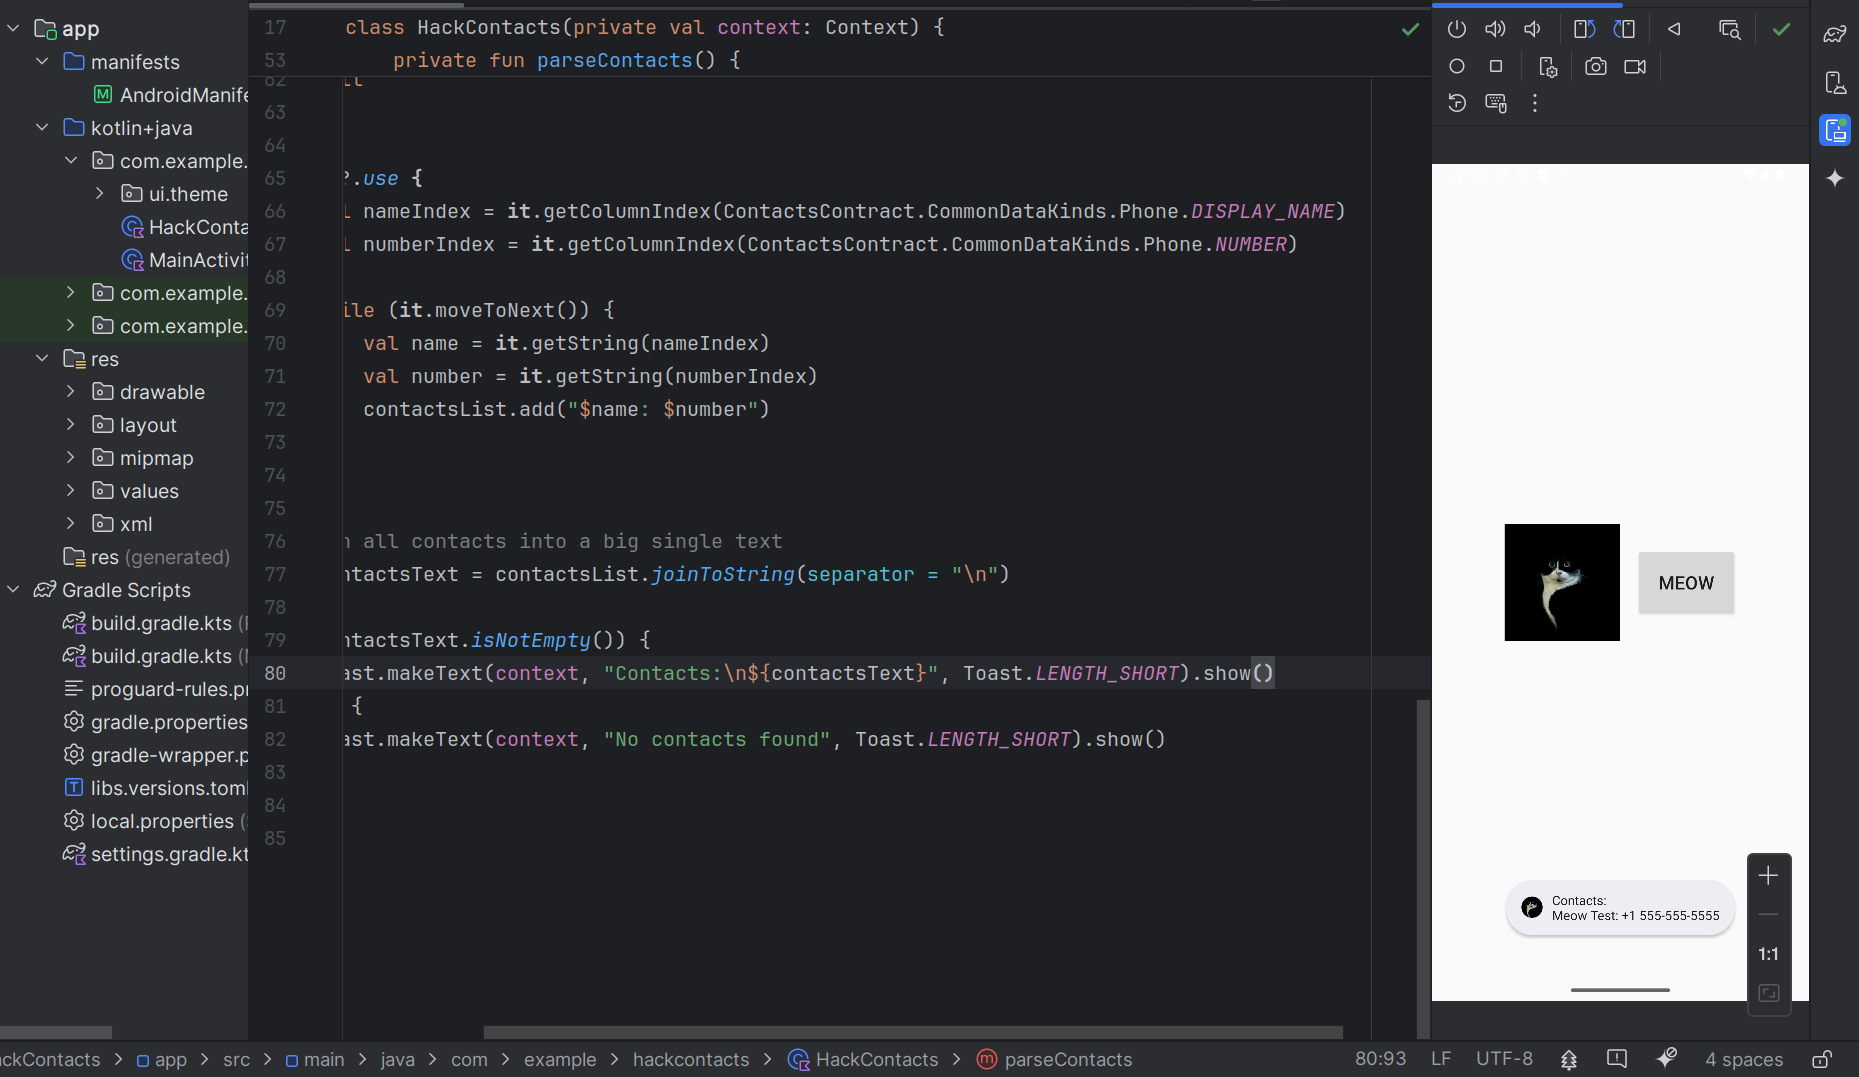 app
manifests
AndroidManife
kotlin+java
com.example.
ui.theme
HackConta
MainActivit
com.example.
com.example.
res
drawable
layout
mipmap
values
xml
res (generated)
Gradle Scripts
build.gradle.kts
build.gradle.kts
proguard-rules.pr
gradle.properties
gradle-wrapper.p
libs.versions.toml
local.properties
settings.gradle.kt
17 class HackContacts(private val context: Context) {
53 private fun parseContacts() {
62
63
64
65 ?.use {
66 l nameIndex = it.getColumnIndex(ContactsContract.CommonDataKinds.Phone.DISPLAY_NAME)
67 l numberIndex = it.getColumnIndex(ContactsContract.CommonDataKinds.Phone.NUMBER)
68
69 ile (it.moveToNext()) {
70 val name = it.getString(nameIndex)
71 val number = it.getString(numberIndex)
72 contactsList.add("$name: $number")
73
74
75
76 n all contacts into a big single text
77 ntactsText = contactsList.joinToString(separator = "\n")
78
79 ntactsText.isNotEmpty()) {
80 ast.makeText(context, "Contacts:\n${contactsText}", Toast.LENGTH_SHORT).show()
81 {
82 ast.makeText(context, "No contacts found", Toast.LENGTH_SHORT).show()
83
84
85
MEOW
Contacts:
Meow Test: +1 555-555-5555
1:1
ckContacts > app > src > main > java > com > example > hackcontacts > HackContacts > parseContacts
80:93 LF UTF-8 4 spaces